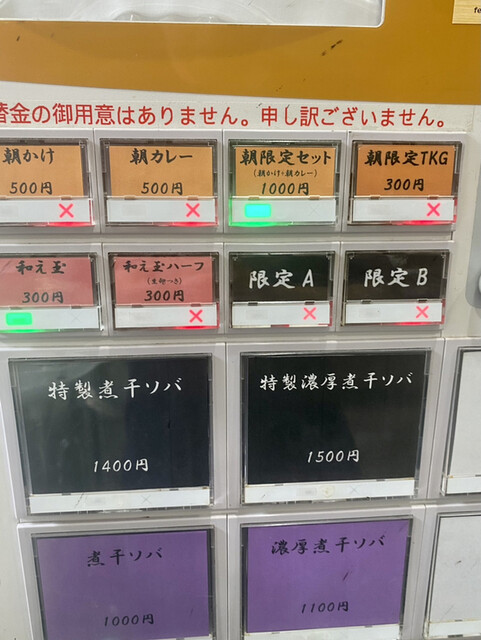 替金の御用意はありません。申し訳ございません。
朝かけ
500円
朝カレー
500円
朝限定セット
(朝かけ+朝カレー)
1000円
朝限定TKG
300円
和え玉
300円
和え玉ハーフ
(生卵つき)
300円
限定A
限定B
特製煮干ソバ
1400円
特製濃厚煮干ソバ
1500円
煮干ソバ
1000円
濃厚煮干ソバ
1100円